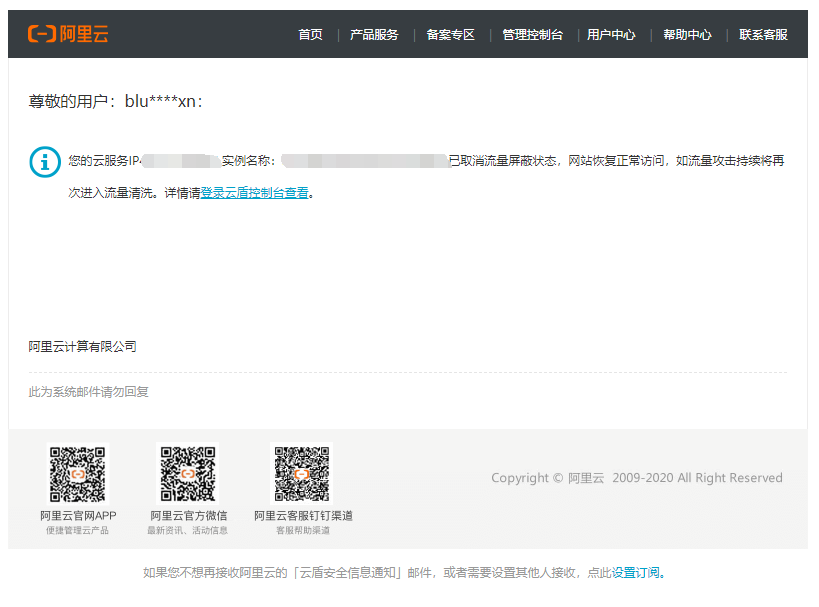 阿里云
首页 | 产品服务 | 备案专区 | 管理控制台 | 用户中心 | 帮助中心 | 联系客服
尊敬的用户：blu****xn：
您的云服务IP 实例名称： 已取消流量屏蔽状态，网站恢复正常访问，如流量攻击持续将再
次进入流量清洗。详情请登录云盾控制台查看。
阿里云计算有限公司
此为系统邮件请勿回复
阿里云官网APP
便捷管理云产品
阿里云官方微信
最新资讯、活动信息
阿里云客服钉钉渠道
客服帮助渠道
Copyright © 阿里云 2009-2020 All Right Reserved
如果您不想再接收阿里云的「云盾安全信息通知」邮件，或者需要设置其他人接收，点此设置订阅。